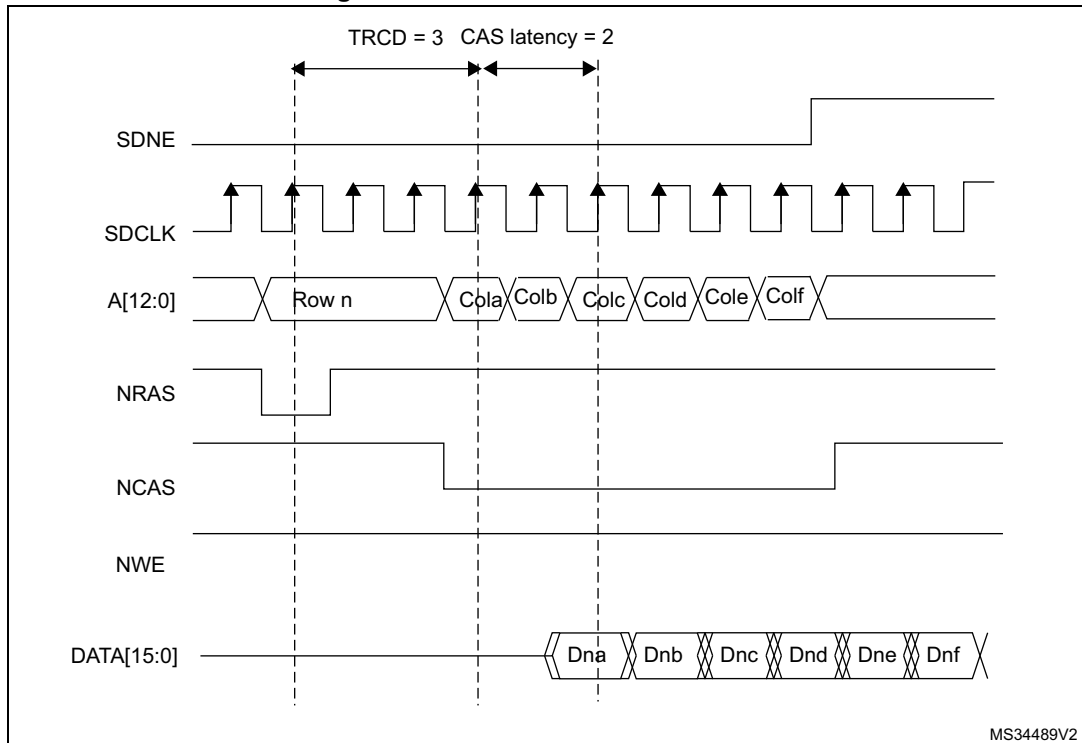 TRCD = 3 CAS latency = 2
SDNE
SDCLK
A[12:0] Row n Cola Colb Colc Cold Cole Colf
NRAS
NCAS
NWE
DATA[15:0] Dna Dnb Dnc Dnd Dne Dnf
MS34489V2